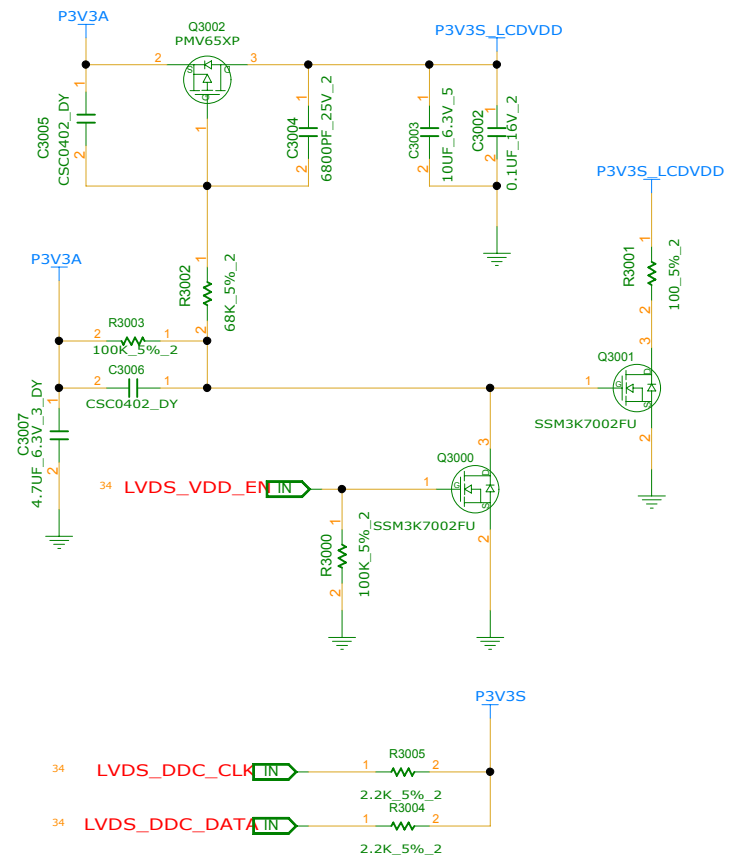 P3V3A
Q3002
PMV65XP
P3V3S_LCDVDD
2
3
S
D
G
1
1
C3005
CSC0402_DY
2
1
C3004
6800PF_25V_2
2
1
C3003
10UF_6.3V_5
2
1
C3002
0.1UF_16V_2
2
P3V3S_LCDVDD
1
R3001
100_5%_2
2
P3V3A
1
R3002
68K_5%_2
2
R3003
2
1
100K_5%_2
C3006
2
1
CSC0402_DY
1
C3007
4.7UF_6.3V_3_DY
2
Q3001
3
1
G
D
S
SSM3K7002FU
2
Q3000
3
1
G
D
S
SSM3K7002FU
2
34
LVDS_VDD_EN
IN
1
R3000
100K_5%_2
2
P3V3S
34
LVDS_DDC_CLK
IN
1
R3005
2
2.2K_5%_2
34
LVDS_DDC_DATA
IN
1
R3004
2
2.2K_5%_2